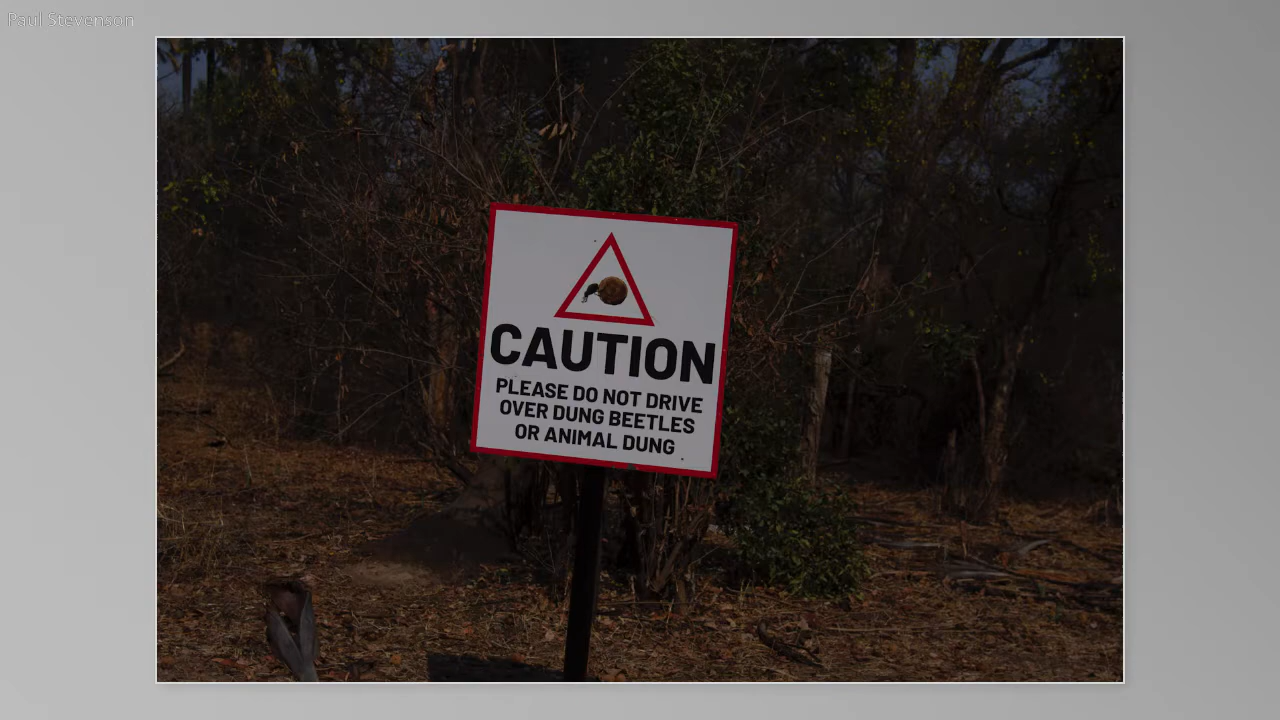 Paul Stevenson
CAUTION
PLEASE DO NOT DRIVE
OVER DUNG BEETLES
OR ANIMAL DUNG